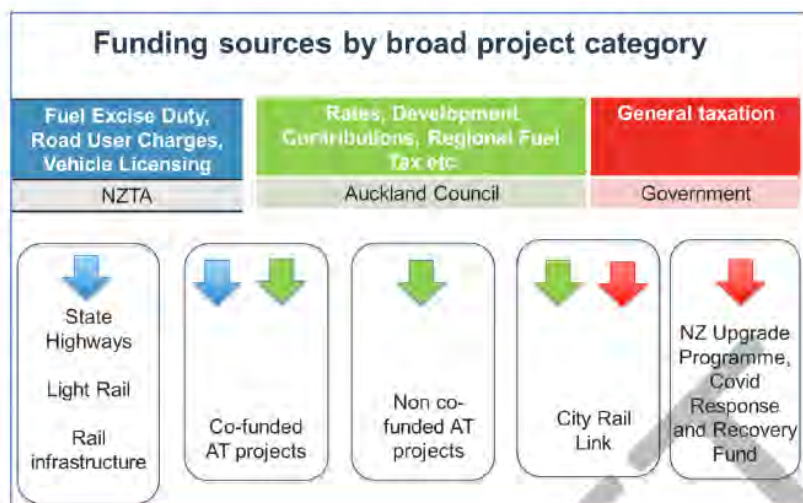 Funding sources by broad project category
Fuel Excise Duty,
Road User Charges,
Vehicle Licensing
Rates, Development
Contributions, Regional Fuel
Tax etc
General taxation
NZTA
Auckland Council
Government
State
Highways
Light Rail
Rail
infrastructure
Co-funded
AT projects
Non co-
funded AT
projects
City Rail
Link
NZ Upgrade
Programme,
Covid
Response
and Recovery
Fund